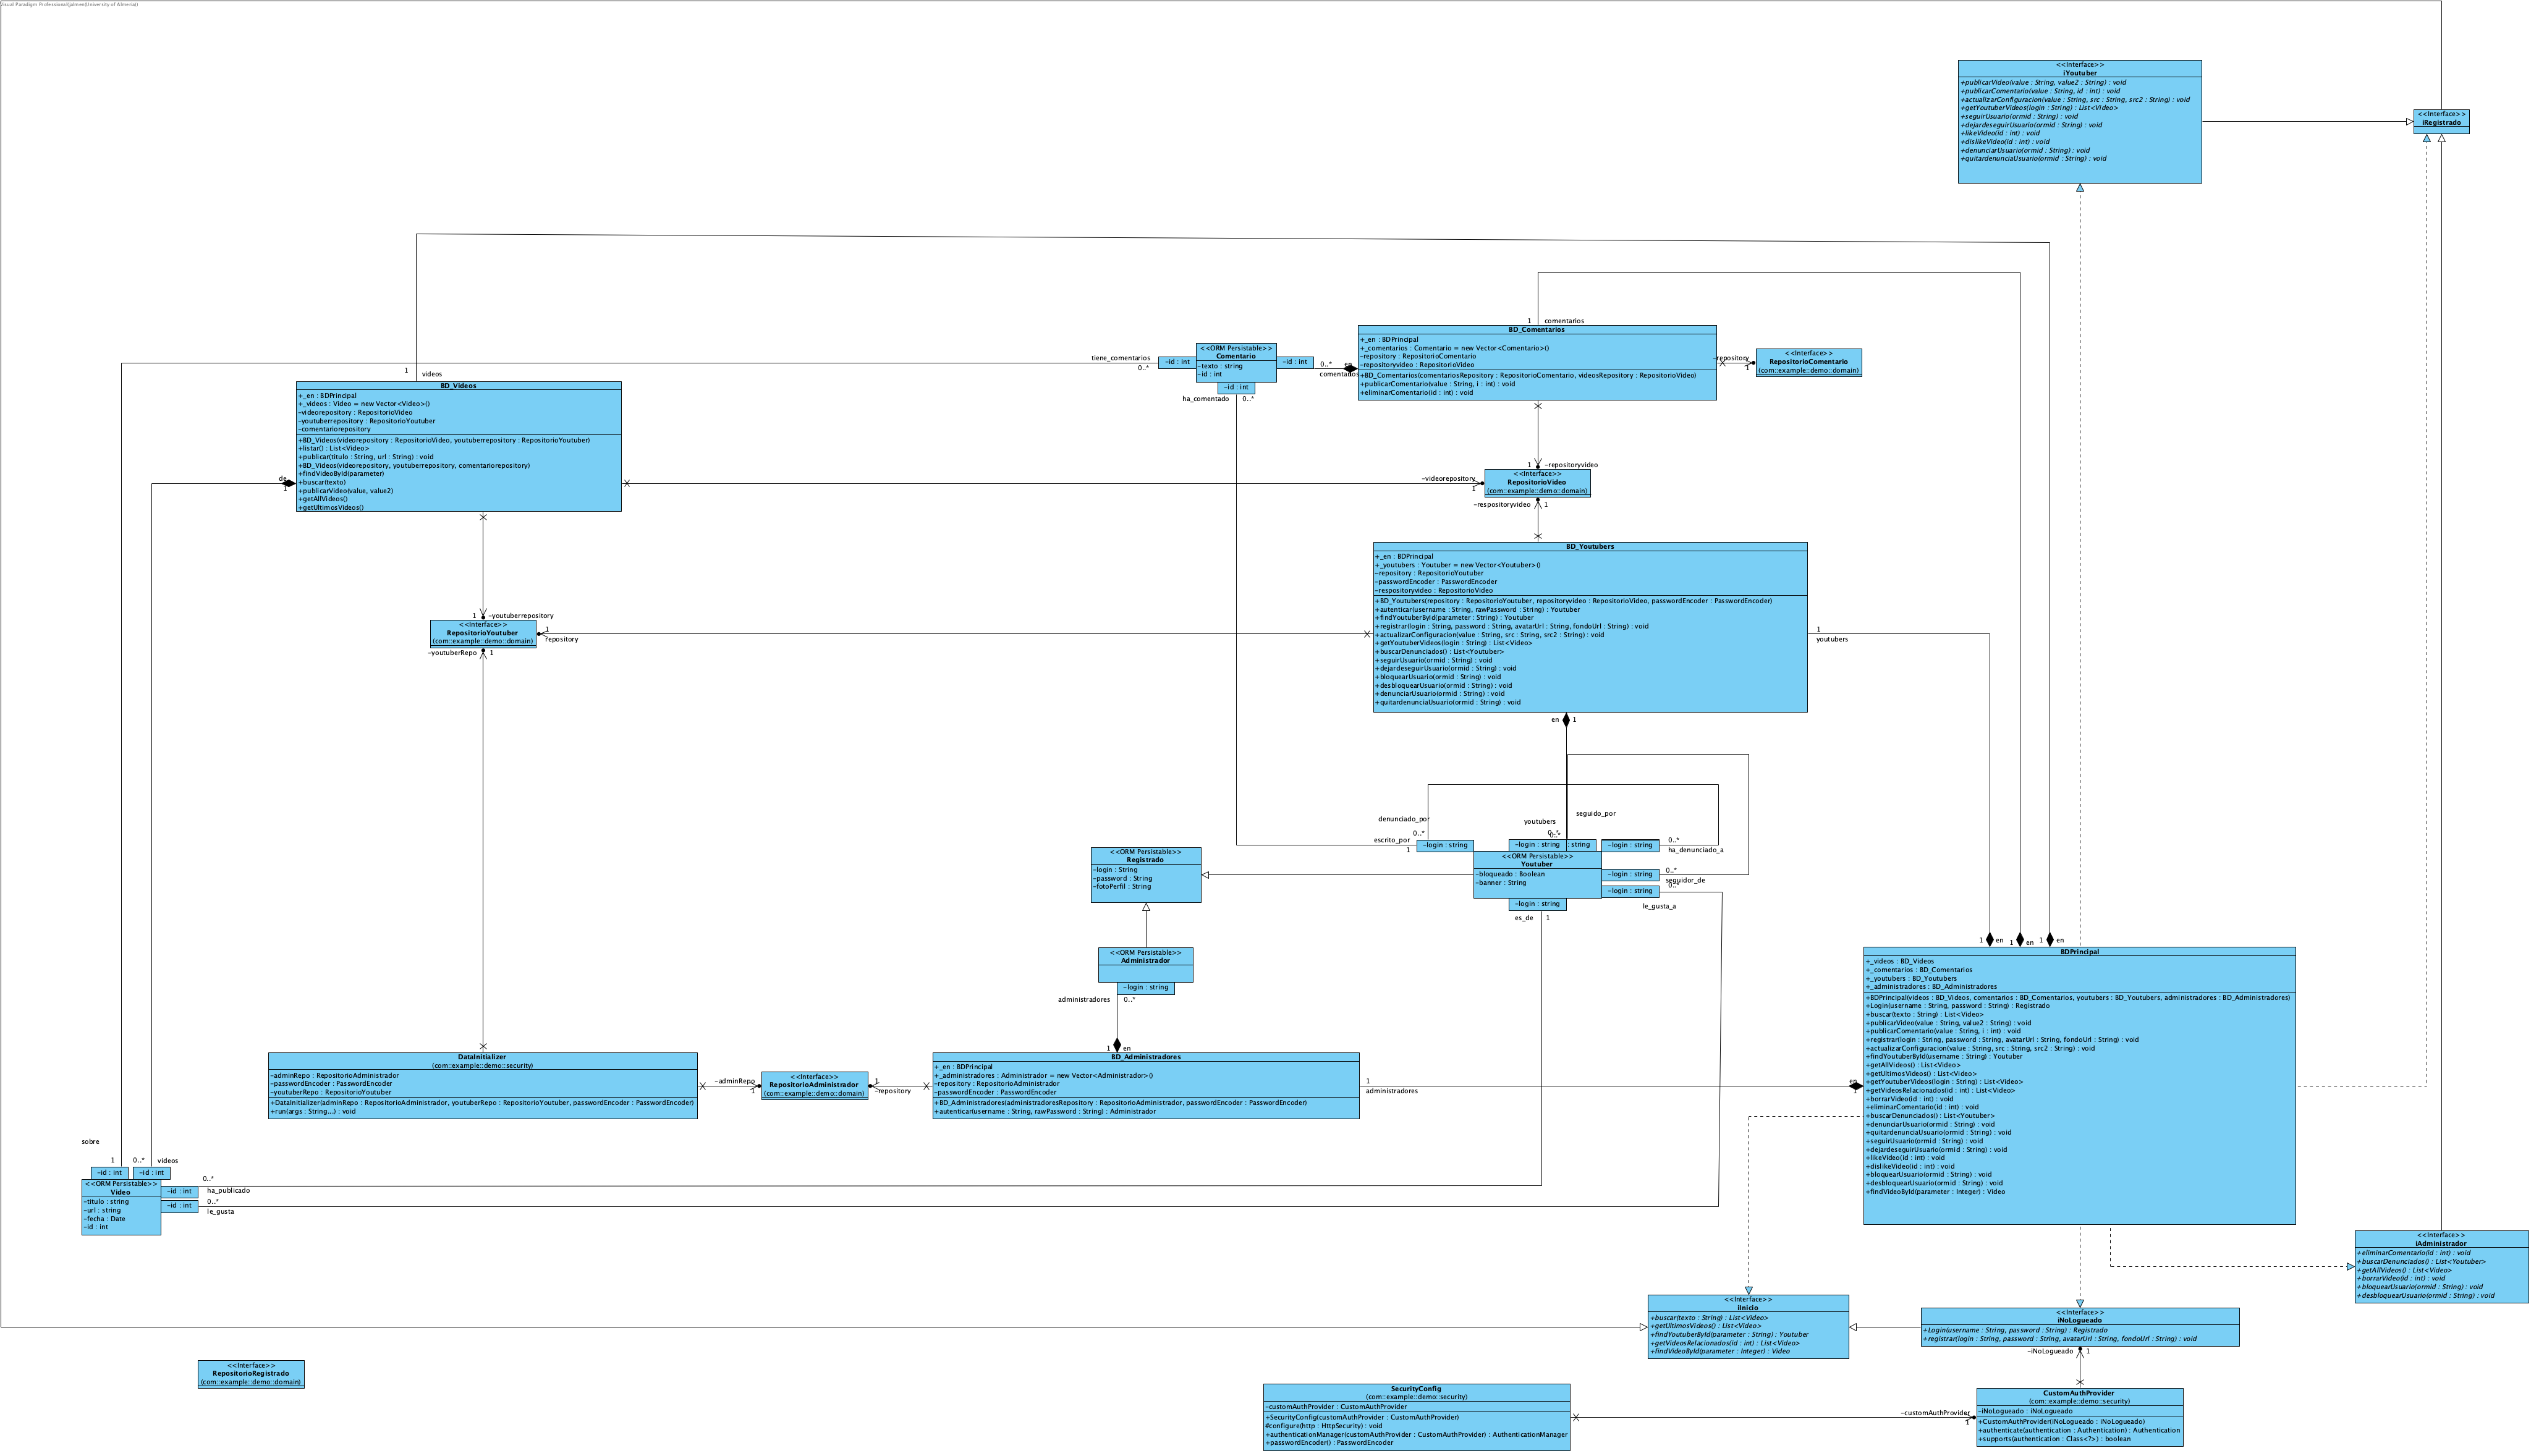 Visual Paradigm Professional(jalmen(University of Almeria))
<<Interface>>
iYoutuber
+publicarVideo(value : String, value2 : String) : void
+publicarComentario(value : String, id : int) : void
+actualizarConfiguracion(value : String, src : String, src2 : String) : void
+getYoutuberVideos(login : String) : List<Video>
+seguirUsuario(ormid : String) : void
+dejardeseguirUsuario(ormid : String) : void
+likeVideo(id : int) : void
+dislikeVideo(id : int) : void
+denunciarUsuario(ormid : String) : void
+quitardenunciaUsuario(ormid : String) : void
<<Interface>>
iRegistrado
1
comentarios
BD_Comentarios
+_en : BDPrincipal
+_comentarios : Comentario = new Vector<Comentario>()
-repository : RepositorioComentario
-repositoryvideo : RepositorioVideo
+BD_Comentarios(comentariosRepository : RepositorioComentario, videosRepository : RepositorioVideo)
+publicarComentario(value : String, i : int) : void
+eliminarComentario(id : int) : void
-repository
1
<<Interface>>
RepositorioComentario
(com::example::demo::domain)
tiene_comentarios
0..*
-id : int
<<ORM Persistable>>
Comentario
-texto : string
-id : int
-id : int
-id : int
0..*
en
1
comentarios
ha_comentado
0..*
1
videos
BD_Videos
+_en : BDPrincipal
+_videos : Video = new Vector<Video>()
-videorepository : RepositorioVideo
-youtuberrepository : RepositorioYoutuber
-comentariorepository
+BD_Videos(videorepository : RepositorioVideo, youtuberrepository : RepositorioYoutuber)
+listar() : List<Video>
+publicar(titulo : String, url : String) : void
+BD_Videos(videorepository, youtuberrepository, comentariorepository)
+findVideoById(parameter)
+buscar(texto)
+publicarVideo(value, value2)
+getAllVideos()
+getUltimosVideos()
de
1
1
-repositoryvideo
-videorepository
1
<<Interface>>
RepositorioVideo
(com::example::demo::domain)
-respositoryvideo
1
BD_Youtubers
+_en : BDPrincipal
+_youtubers : Youtuber = new Vector<Youtuber>()
-repository : RepositorioYoutuber
-passwordEncoder : PasswordEncoder
-respositoryvideo : RepositorioVideo
+BD_Youtubers(repository : RepositorioYoutuber, repositoryvideo : RepositorioVideo, passwordEncoder : PasswordEncoder)
+autenticar(username : String, rawPassword : String) : Youtuber
+findYoutuberById(parameter : String) : Youtuber
+registrar(login : String, password : String, avatarUrl : String, fondoUrl : String) : void
+actualizarConfiguracion(value : String, src : String, src2 : String) : void
+getYoutuberVideos(login : String) : List<Video>
+buscarDenunciados() : List<Youtuber>
+seguirUsuario(ormid : String) : void
+dejardeseguirUsuario(ormid : String) : void
+bloquearUsuario(ormid : String) : void
+desbloquearUsuario(ormid : String) : void
+denunciarUsuario(ormid : String) : void
+quitardenunciaUsuario(ormid : String) : void
1
youtubers
en
1
1
-youtuberrepository
<<Interface>>
RepositorioYoutuber
(com::example::demo::domain)
1
repository
-youtuberRepo
1
denunciado_por
youtubers
seguido_por
0..*
0..*
0..*
0..*
escrito_por
1
-login : string
-login : string
: string
-login : string
ha_denunciado_a
<<ORM Persistable>>
Youtuber
-bloqueado : Boolean
-banner : String
-login : string
0..*
seguidor_de
0..*
-login : string
le_gusta_a
-login : string
es_de
1
<<ORM Persistable>>
Registrado
-login : String
-password : String
-fotoPerfil : String
<<ORM Persistable>>
Administrador
-login : string
administradores
0..*
1
en
BD_Administradores
+_en : BDPrincipal
+_administradores : Administrador = new Vector<Administrador>()
-repository : RepositorioAdministrador
-passwordEncoder : PasswordEncoder
+BD_Administradores(administradoresRepository : RepositorioAdministrador, passwordEncoder : PasswordEncoder)
+autenticar(username : String, rawPassword : String) : Administrador
1
administradores
en
1
1
-repository
<<Interface>>
RepositorioAdministrador
(com::example::demo::domain)
-adminRepo
1
DataInitializer
(com::example::demo::security)
-adminRepo : RepositorioAdministrador
-passwordEncoder : PasswordEncoder
-youtuberRepo : RepositorioYoutuber
+DataInitializer(adminRepo : RepositorioAdministrador, youtuberRepo : RepositorioYoutuber, passwordEncoder : PasswordEncoder)
+run(args : String...) : void
1
en
1
en
1
en
BDPrincipal
+_videos : BD_Videos
+_comentarios : BD_Comentarios
+_youtubers : BD_Youtubers
+_administradores : BD_Administradores
+BDPrincipal(videos : BD_Videos, comentarios : BD_Comentarios, youtubers : BD_Youtubers, administradores : BD_Administradores)
+Login(username : String, password : String) : Registrado
+buscar(texto : String) : List<Video>
+publicarVideo(value : String, value2 : String) : void
+publicarComentario(value : String, i : int) : void
+registrar(login : String, password : String, avatarUrl : String, fondoUrl : String) : void
+actualizarConfiguracion(value : String, src : String, src2 : String) : void
+findYoutuberById(username : String) : Youtuber
+getAllVideos() : List<Video>
+getUltimosVideos() : List<Video>
+getYoutuberVideos(login : String) : List<Video>
+getVideosRelacionados(id : int) : List<Video>
+borrarVideo(id : int) : void
+eliminarComentario(id : int) : void
+buscarDenunciados() : List<Youtuber>
+denunciarUsuario(ormid : String) : void
+quitardenunciaUsuario(ormid : String) : void
+seguirUsuario(ormid : String) : void
+dejardeseguirUsuario(ormid : String) : void
+likeVideo(id : int) : void
+dislikeVideo(id : int) : void
+bloquearUsuario(ormid : String) : void
+desbloquearUsuario(ormid : String) : void
+findVideoById(parameter : Integer) : Video
sobre
1
0..*
videos
-id : int
-id : int
<<ORM Persistable>>
Video
-titulo : string
-url : string
-fecha : Date
-id : int
-id : int
0..*
ha_publicado
-id : int
0..*
le_gusta
<<Interface>>
iAdministrador
+eliminarComentario(id : int) : void
+buscarDenunciados() : List<Youtuber>
+getAllVideos() : List<Video>
+borrarVideo(id : int) : void
+bloquearUsuario(ormid : String) : void
+desbloquearUsuario(ormid : String) : void
<<Interface>>
iInicio
+buscar(texto : String) : List<Video>
+getUltimosVideos() : List<Video>
+findYoutuberById(parameter : String) : Youtuber
+getVideosRelacionados(id : int) : List<Video>
+findVideoById(parameter : Integer) : Video
<<Interface>>
iNoLogueado
+Login(username : String, password : String) : Registrado
+registrar(login : String, password : String, avatarUrl : String, fondoUrl : String) : void
-iNoLogueado
1
<<Interface>>
RepositorioRegistrado
(com::example::demo::domain)
SecurityConfig
(com::example::demo::security)
-customAuthProvider : CustomAuthProvider
+SecurityConfig(customAuthProvider : CustomAuthProvider)
#configure(http : HttpSecurity) : void
+authenticationManager(customAuthProvider : CustomAuthProvider) : AuthenticationManager
+passwordEncoder() : PasswordEncoder
-customAuthProvider
1
CustomAuthProvider
(com::example::demo::security)
-iNoLogueado : iNoLogueado
+CustomAuthProvider(iNoLogueado : iNoLogueado)
+authenticate(authentication : Authentication) : Authentication
+supports(authentication : Class<?>) : boolean